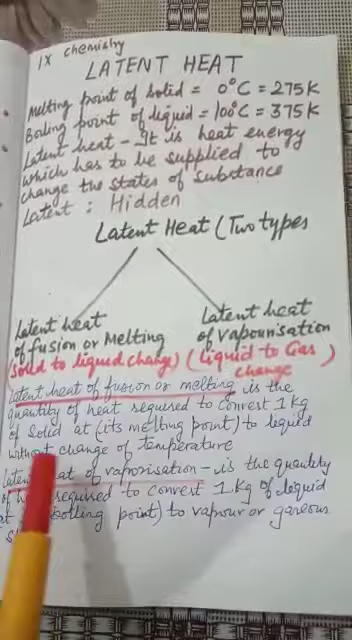 IX chemistry
LATENT HEAT
Melting point of Solid = 0°C = 275K
Boiling point of liquid = 100°C = 375K
Latent heat - It is heat energy
which has to be supplied to
change the states of substance
Latent : Hidden
Latent Heat (Two types
Latent heat
of fusion or Melting
(Solid to liquid change)
Latent heat
of vapourisation
(Liquid to Gas
change)
Latent heat of fusion or melting is the
quantity of heat required to convert 1 kg
of solid at (its melting point) to liquid
without change of temperature
heat of vaporisation - is the quantity
of required to convert 1 kg of liquid
boiling point) to vapour or gaseous